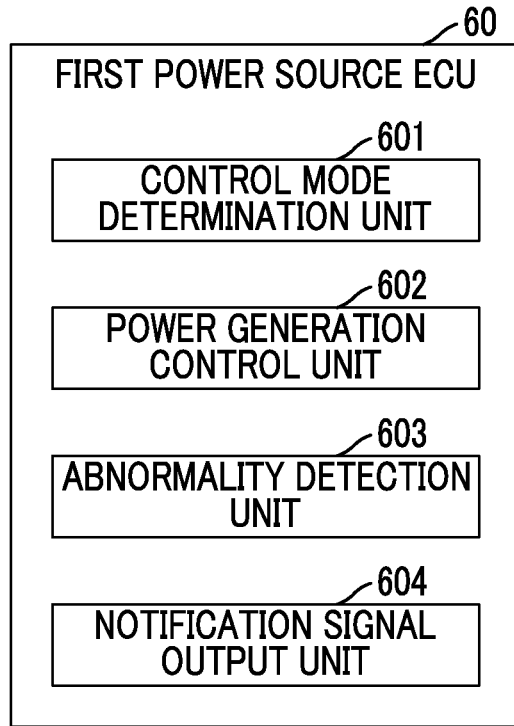 60
FIRST POWER SOURCE ECU
601
CONTROL MODE
DETERMINATION UNIT
602
POWER GENERATION
CONTROL UNIT
603
ABNORMALITY DETECTION
UNIT
604
NOTIFICATION SIGNAL
OUTPUT UNIT